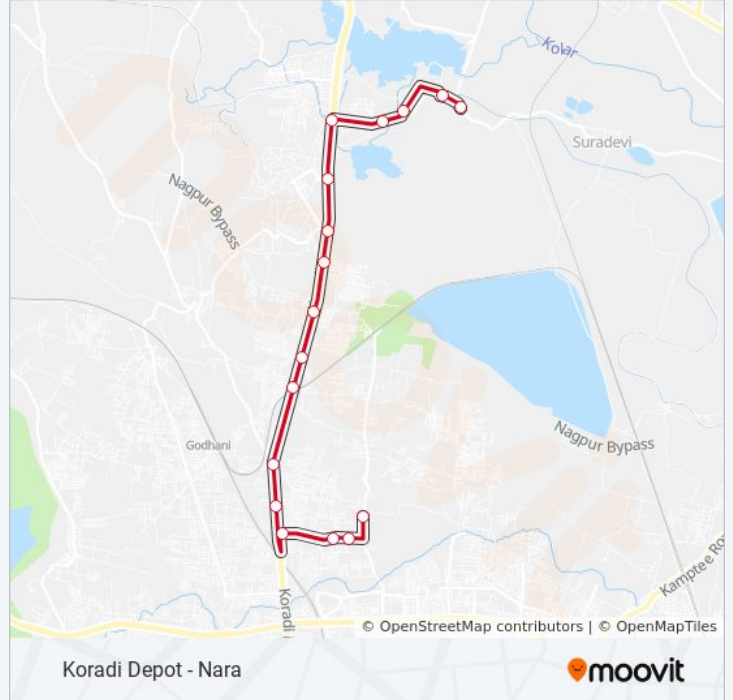 Kolar
Suradevi
Nagpur Bypass
Godhani
Nagpur Bypass
Kamptee Ro
Koradi
© OpenStreetMap contributors | © OpenMapTiles
Koradi Depot - Nara
moovit